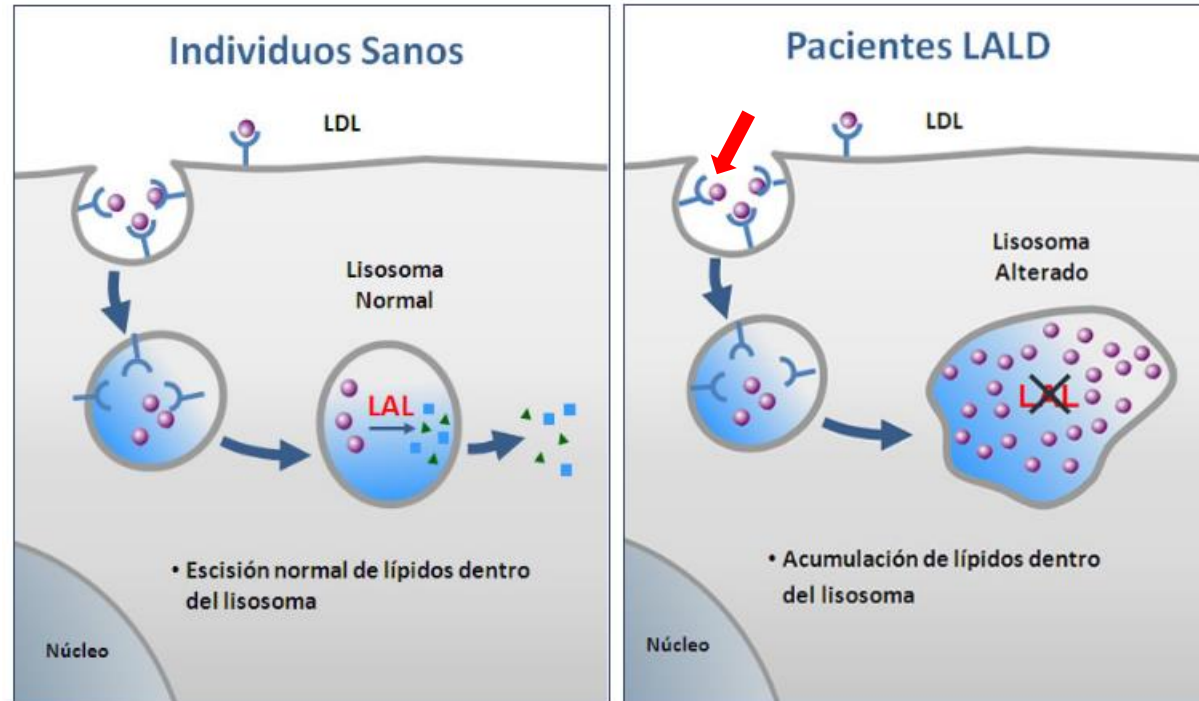 Individuos Sanos
LDL
Lisosoma
Normal
LAL
• Escisión normal de lípidos dentro
del lisosoma
Núcleo
Pacientes LALD
LDL
Lisosoma
Alterado
LAL
• Acumulación de lípidos dentro
del lisosoma
Núcleo